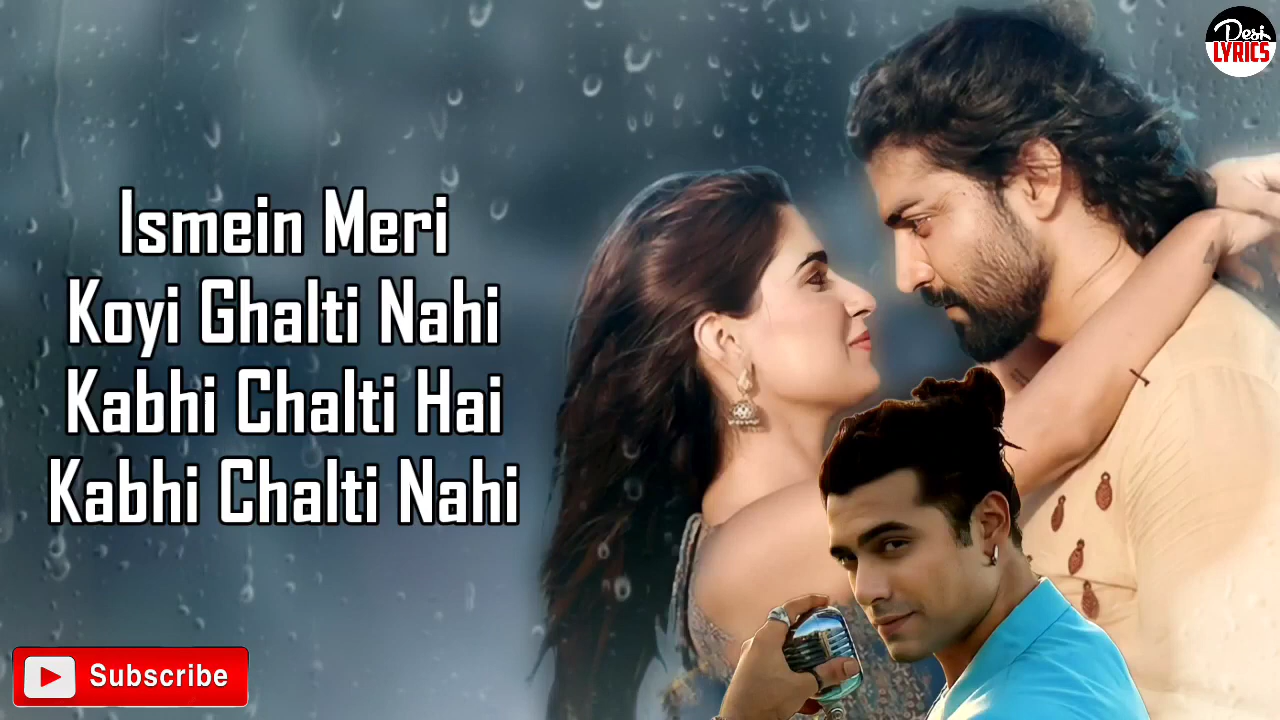 Desi
LYRICS
Ismein Meri
Koyi Ghalti Nahi
Kabhi Chalti Hai
Kabhi Chalti Nahi
Subscribe